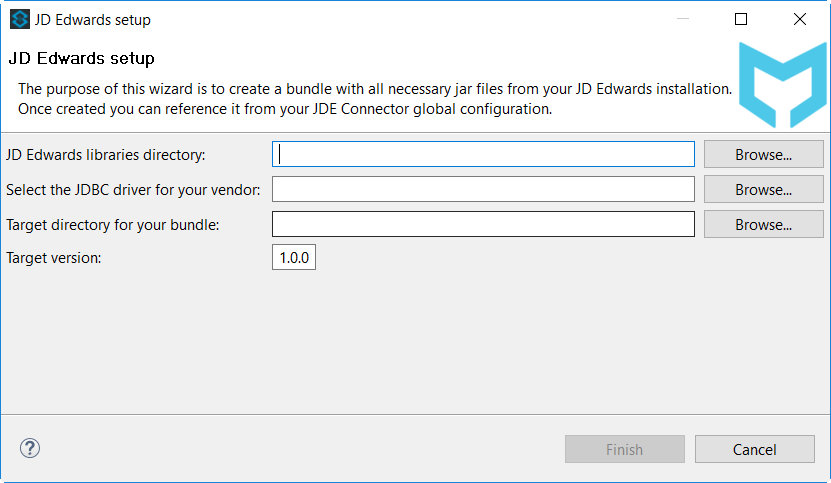 JD Edwards setup
JD Edwards setup
The purpose of this wizard is to create a bundle with all necessary jar files from your JD Edwards installation.
Once created you can reference it from your JDE Connector global configuration.
JD Edwards libraries directory:
Browse...
Select the JDBC driver for your vendor:
Browse...
Target directory for your bundle:
Browse...
Target version:
1.0.0
?
Finish
Cancel